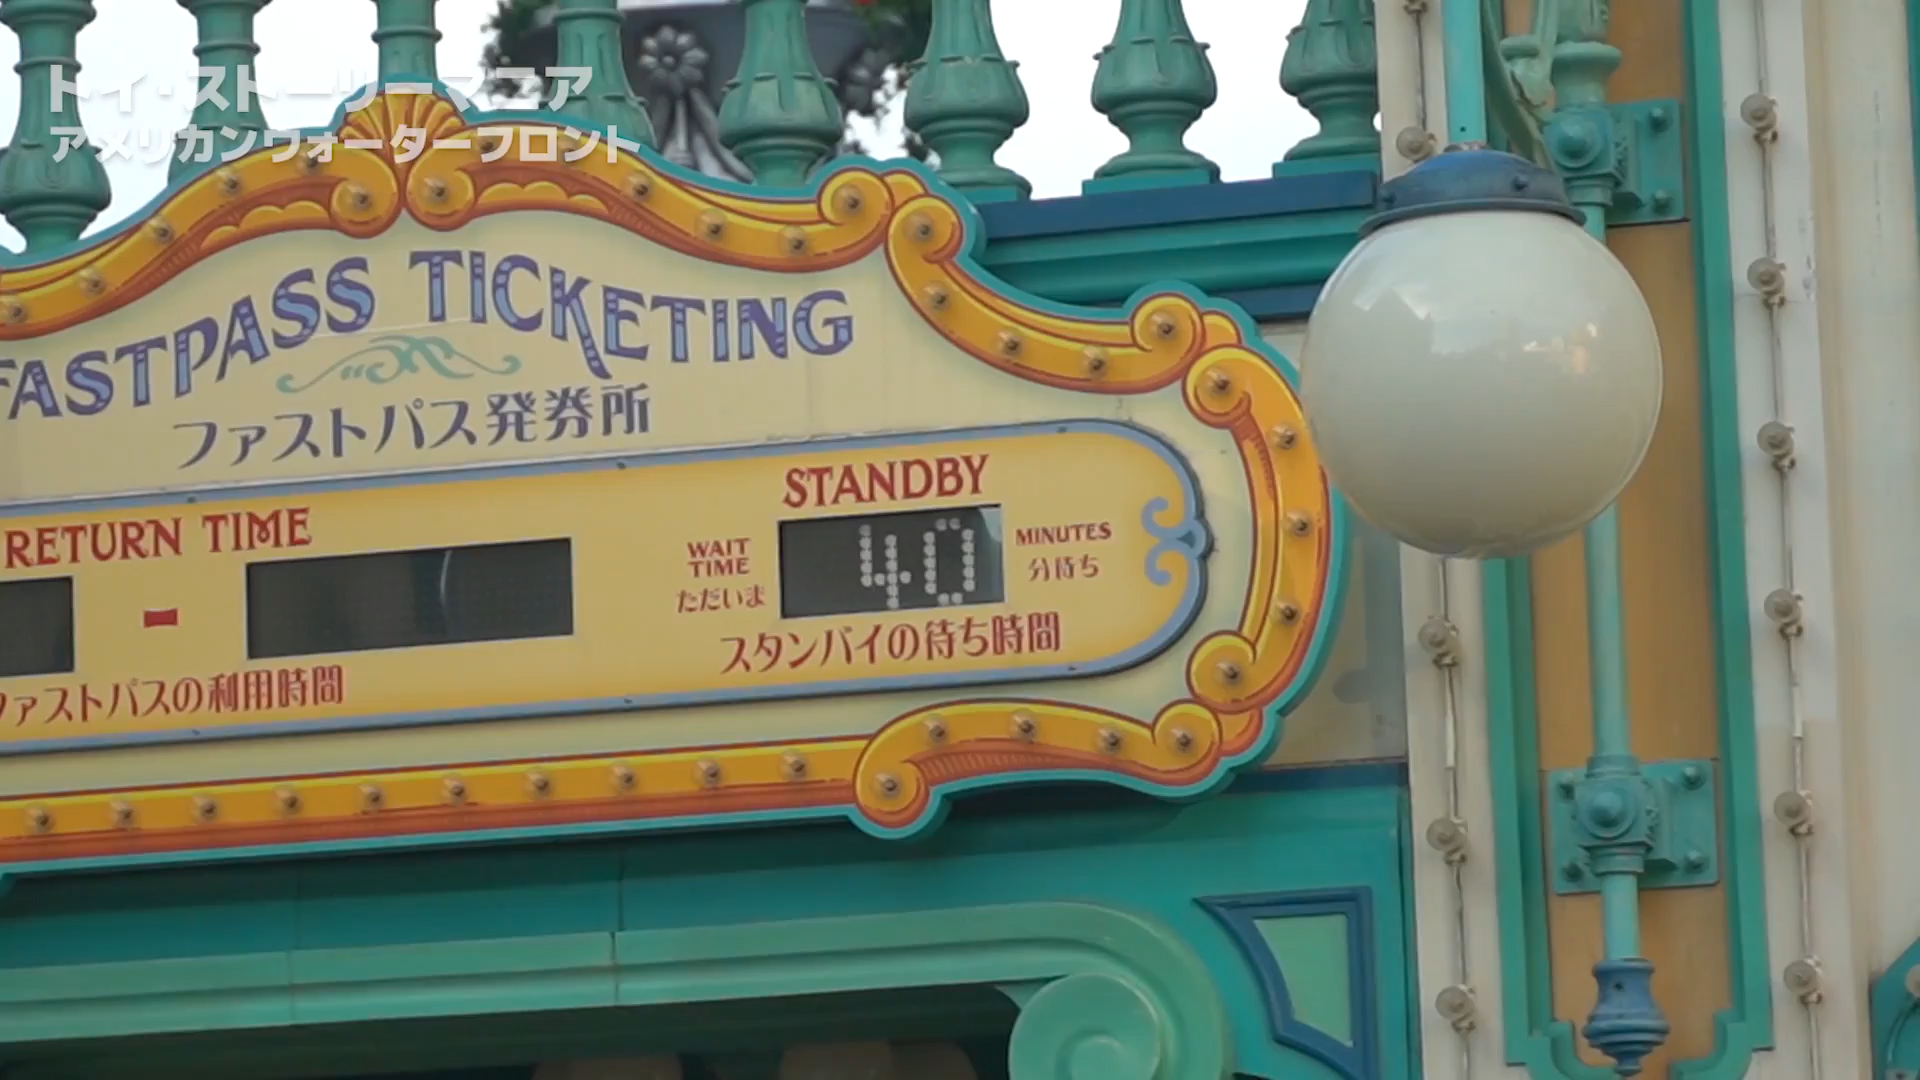 トイ・ストーリーマニア
アメリカンウォーターフロント
FASTPASS TICKETING
ファストパス発券所
RETURN TIME
-
ファストパスの利用時間
STANDBY
WAIT
TIME
ただいま
40
MINUTES
分待ち
スタンバイの待ち時間